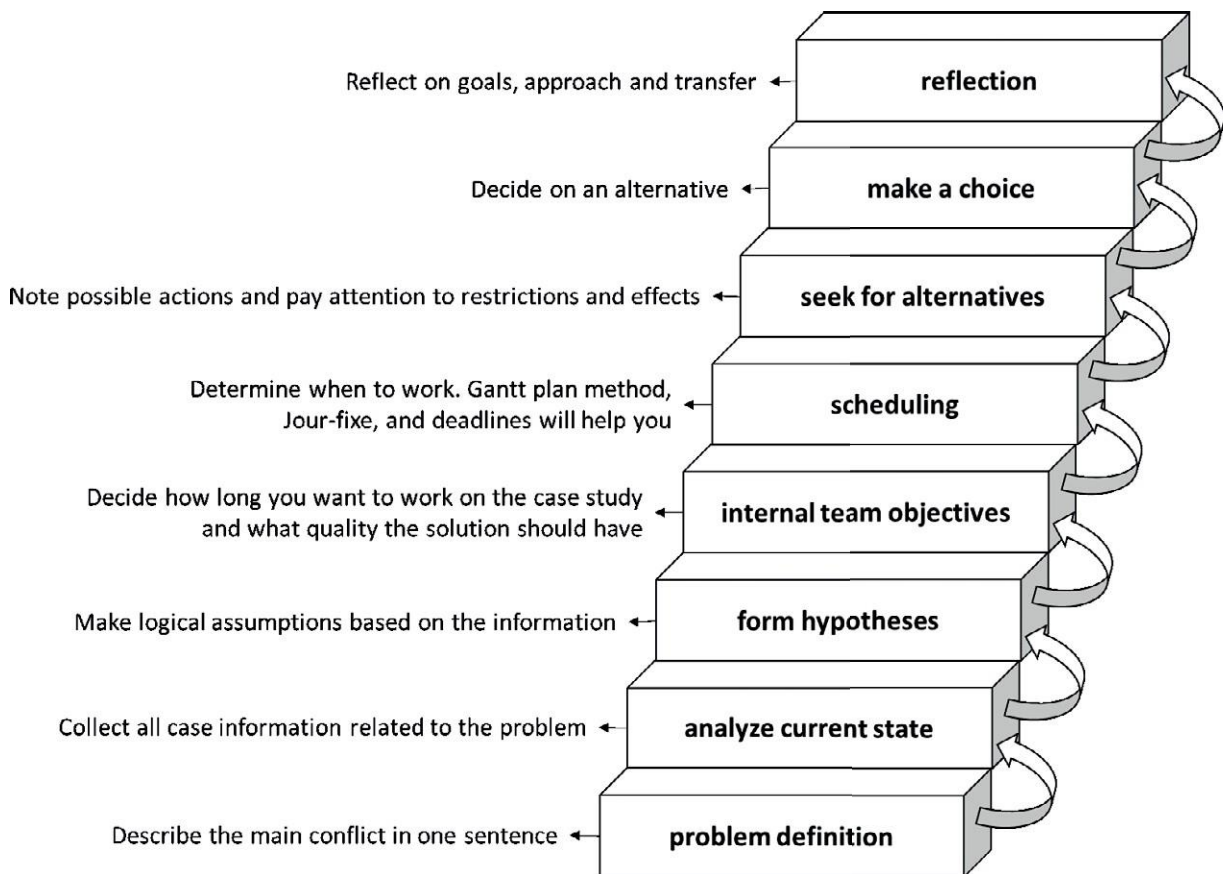 Reflect on goals, approach and transfer
reflection
Decide on an alternative
make a choice
Note possible actions and pay attention to restrictions and effects
seek for alternatives
Determine when to work. Gantt plan method,
Jour-fixe, and deadlines will help you
scheduling
Decide how long you want to work on the case study
and what quality the solution should have
internal team objectives
Make logical assumptions based on the information
form hypotheses
Collect all case information related to the problem
analyze current state
Describe the main conflict in one sentence
problem definition